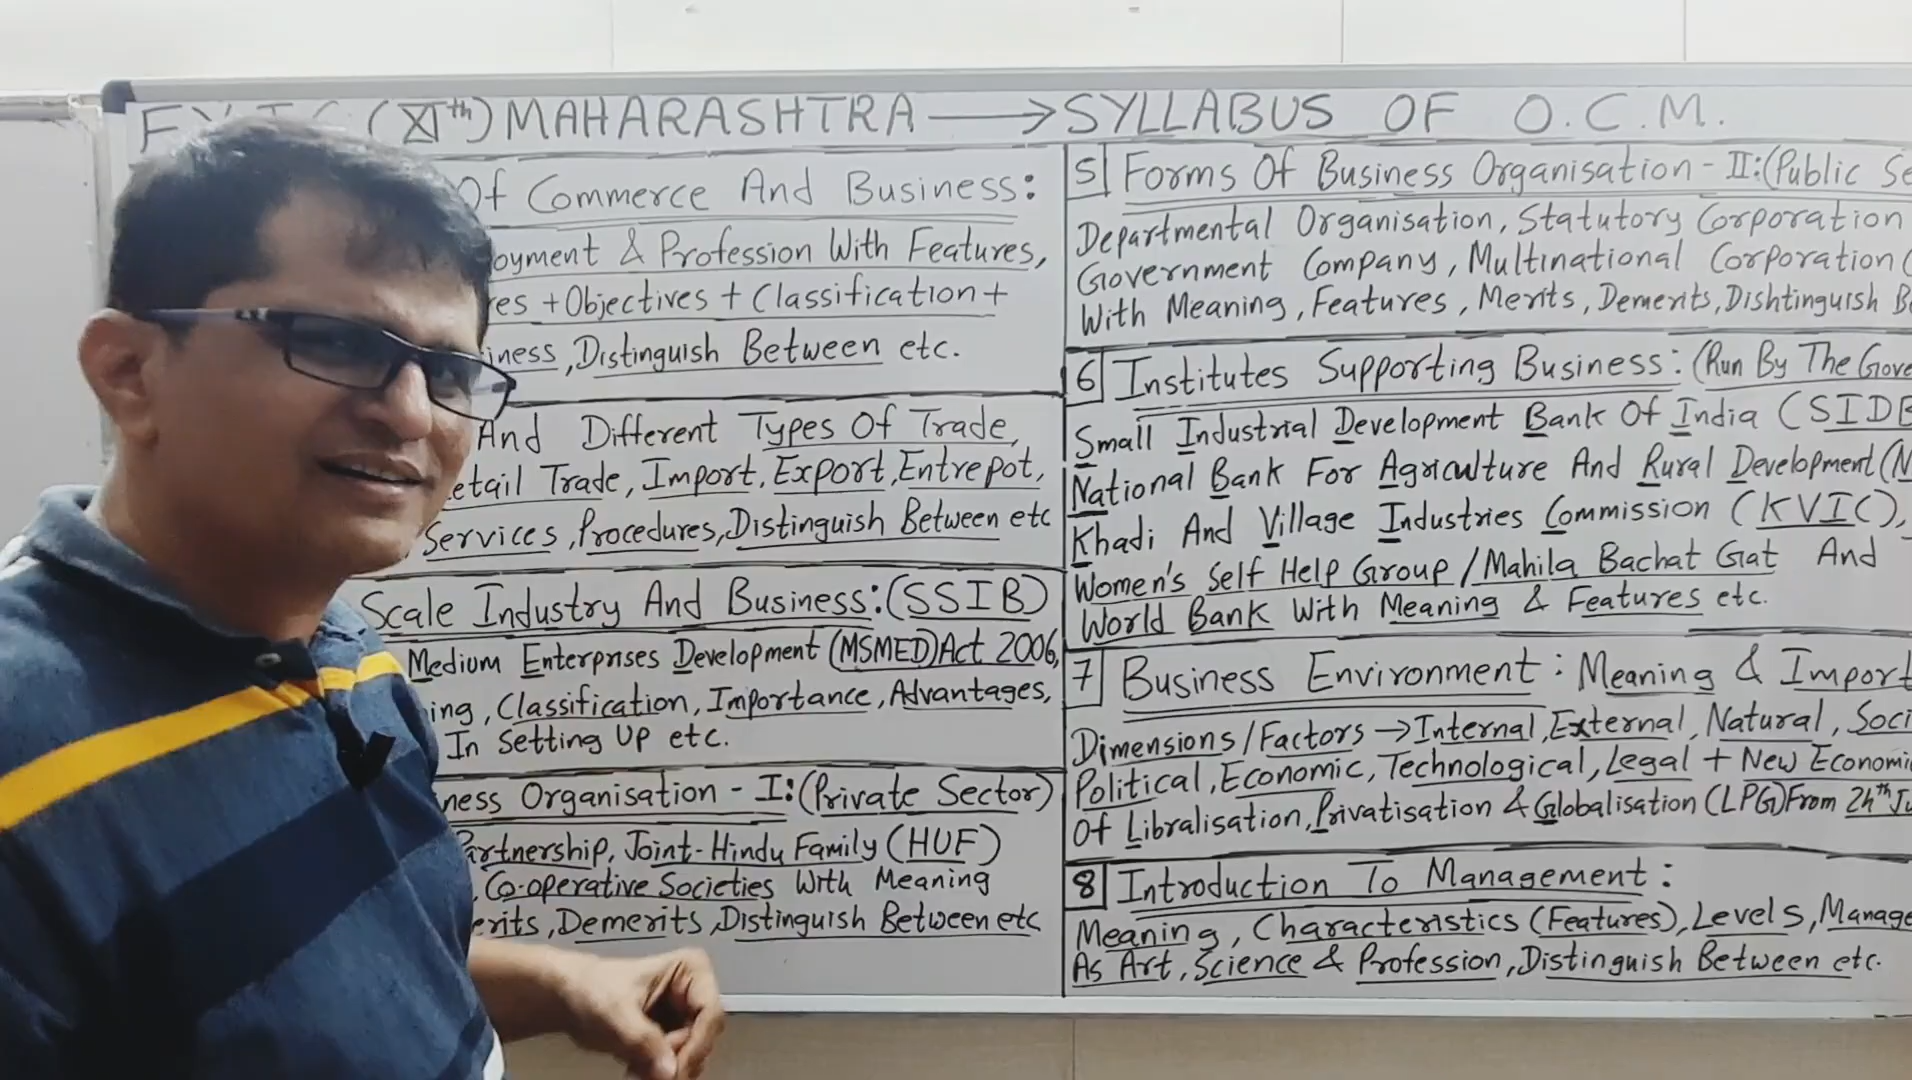 F.Y.J.C. (XIth) MAHARASHTRA → SYLLABUS OF O.C.M.
Of Commerce And Business:
oyment & Profession With Features,
es + Objectives + Classification +
iness, Distinguish Between etc.
And Different Types Of Trade,
etail Trade, Import, Export, Entrepot,
Services, Procedures, Distinguish Between etc
Scale Industry And Business: (SSIB)
Medium Enterprises Development (MSMED) Act 2006,
ing, Classification, Importance, Advantages,
In Setting Up etc.
ness Organisation - I: (Private Sector)
Partnership, Joint-Hindu Family (HUF)
Co-operative Societies With Meaning
erits, Demerits, Distinguish Between etc
5 Forms Of Business Organisation - II: (Public Se
Departmental Organisation, Statutory Corporation
Government Company, Multinational Corporation (
With Meaning, Features, Merits, Demerits, Dishtinguish B
6 Institutes Supporting Business: (Run By The Gove
Small Industrial Development Bank Of India (SIDB
National Bank For Agriculture And Rural Development (N
Khadi And Village Industries Commission (KVIC),
Women's Self Help Group / Mahila Bachat Gat And
World Bank With Meaning & Features etc.
7 Business Environment: Meaning & Import
Dimensions / Factors → Internal, External, Natural, Soci
Political, Economic, Technological, Legal + New Economi
Of Libralisation, Privatisation & Globalisation (LPG) From 24th Ju
8 Introduction To Management:
Meaning, Characteristics (Features), Levels, Manage
As Art, Science & Profession, Distinguish Between etc.